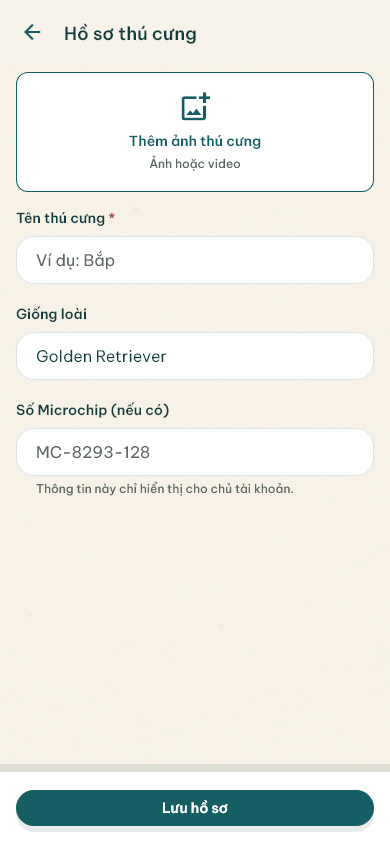 Hồ sơ thú cưng
Thêm ảnh thú cưng
Ảnh hoặc video
Tên thú cưng *
Ví dụ: Bắp
Giống loài
Golden Retriever
Số Microchip (nếu có)
MC-8293-128
Thông tin này chỉ hiển thị cho chủ tài khoản.
Lưu hồ sơ